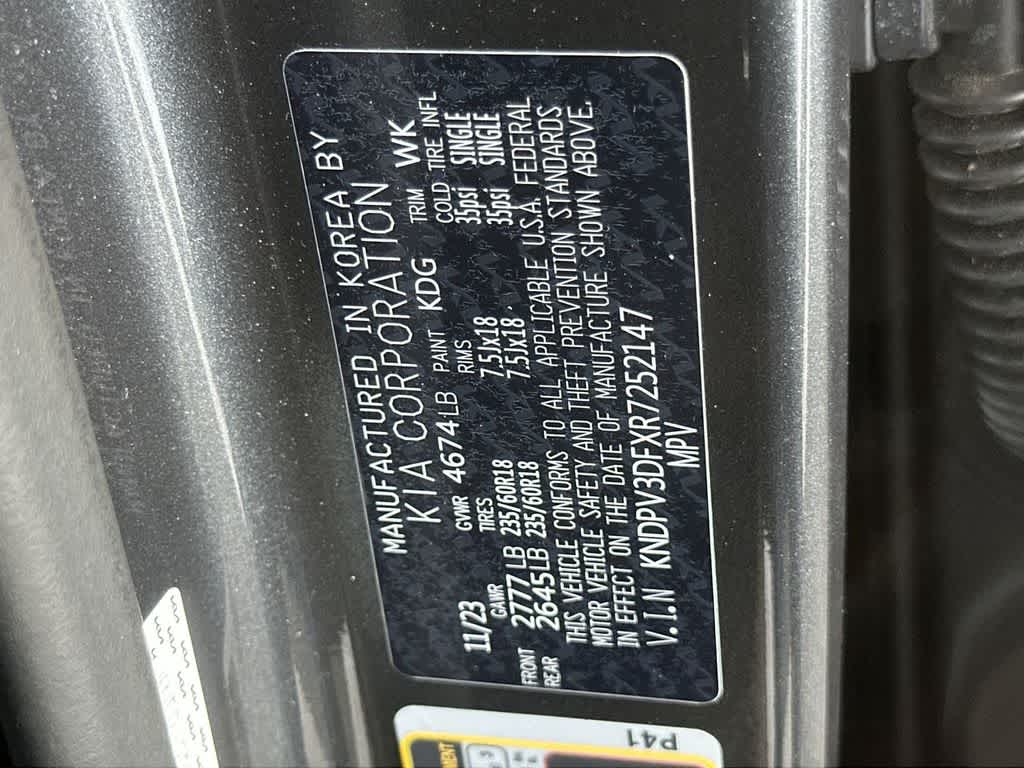 MANUFACTURED IN KOREA BY
KIA CORPORATION
11/23 GVWR 4674LB PAINT KDG TRIM WK
GAWR TIRES RIMS COLD TIRE INFL
FRONT 2777LB 235/60R18 7.5Jx18 35psi SINGLE
REAR 2645LB 235/60R18 7.5Jx18 35psi SINGLE
THIS VEHICLE CONFORMS TO ALL APPLICABLE U.S.A. FEDERAL
MOTOR VEHICLE SAFETY AND THEFT PREVENTION STANDARDS
IN EFFECT ON THE DATE OF MANUFACTURE SHOWN ABOVE.
V.I.N KNDPV3DFXR7252147
MPV
P41